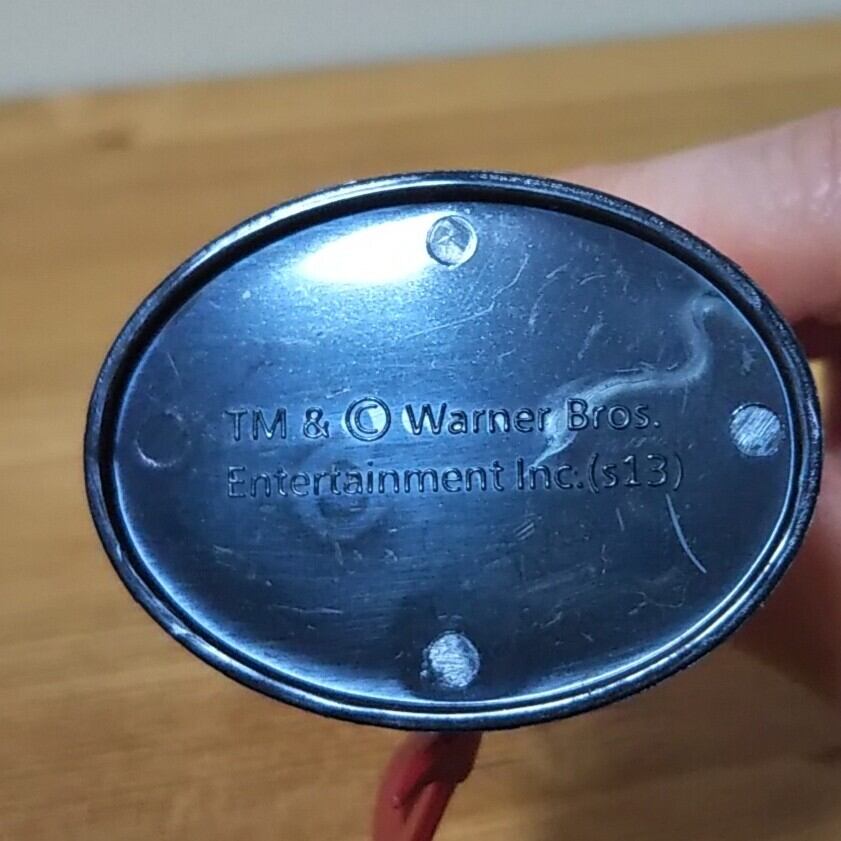 TM & © Warner Bros.
Entertainment Inc.(s13)